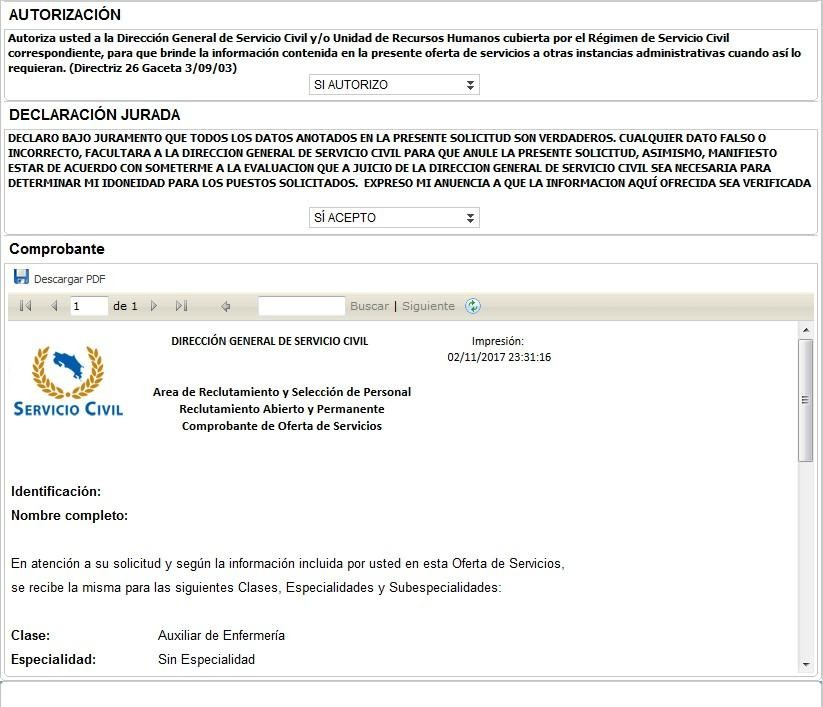 AUTORIZACIÓN
Autoriza usted a la Dirección General de Servicio Civil y/o Unidad de Recursos Humanos cubierta por el Régimen de Servicio Civil
correspondiente, para que brinde la información contenida en la presente oferta de servicios a otras instancias administrativas cuando así lo
requieran. (Directriz 26 Gaceta 3/09/03)
SI AUTORIZO
DECLARACIÓN JURADA
DECLARO BAJO JURAMENTO QUE TODOS LOS DATOS ANOTADOS EN LA PRESENTE SOLICITUD SON VERDADEROS. CUALQUIER DATO FALSO O
INCORRECTO, FACULTARA A LA DIRECCION GENERAL DE SERVICIO CIVIL PARA QUE ANULE LA PRESENTE SOLICITUD, ASIMISMO, MANIFIESTO
ESTAR DE ACUERDO CON SOMETERME A LA EVALUACION QUE A JUICIO DE LA DIRECCION GENERAL DE SERVICIO CIVIL SEA NECESARIA PARA
DETERMINAR MI IDONEIDAD PARA LOS PUESTOS SOLICITADOS. EXPRESO MI ANUENCIA A QUE LA INFORMACION AQUÍ OFRECIDA SEA VERIFICADA
SÍ ACEPTO
Comprobante
Descargar PDF
1 de 1 Buscar | Siguiente
DIRECCIÓN GENERAL DE SERVICIO CIVIL
Impresión:
02/11/2017 23:31:16
SERVICIO CIVIL
Area de Reclutamiento y Selección de Personal
Reclutamiento Abierto y Permanente
Comprobante de Oferta de Servicios
Identificación:
Nombre completo:
En atención a su solicitud y según la información incluida por usted en esta Oferta de Servicios,
se recibe la misma para las siguientes Clases, Especialidades y Subespecialidades:
Clase: Auxiliar de Enfermería
Especialidad: Sin Especialidad